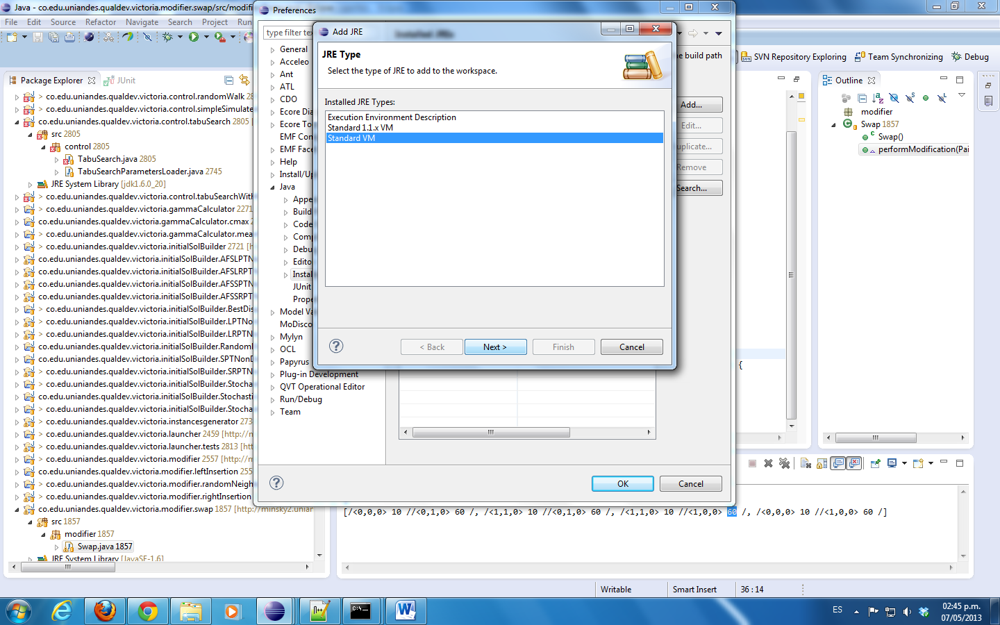 Java - co.edu.uniandes.qualdev.victoria.modifier.swap/src/modif
File Edit Source Refactor Navigate Search Project Run
SVN Repository Exploring Team Synchronizing Debug
Package Explorer JUnit
> co.edu.uniandes.qualdev.victoria.control.randomWalk 2
> co.edu.uniandes.qualdev.victoria.control.simpleSimulate
co.edu.uniandes.qualdev.victoria.control.tabuSearch 2805
src 2805
control 2805
TabuSearch.java 2805
TabuSearchParametersLoader.java 2745
JRE System Library [jdk1.6.0_20]
> co.edu.uniandes.qualdev.victoria.control.tabuSearchWith
> co.edu.uniandes.qualdev.victoria.gammaCalculator 2271
co.edu.uniandes.qualdev.victoria.gammaCalculator.cmax
> co.edu.uniandes.qualdev.victoria.gammaCalculator.mea
> co.edu.uniandes.qualdev.victoria.initialSolBuilder 2721 [h
co.edu.uniandes.qualdev.victoria.initialSolBuilder.AFSLPTN
co.edu.uniandes.qualdev.victoria.initialSolBuilder.AFSLRPT
co.edu.uniandes.qualdev.victoria.initialSolBuilder.AFSSPTN
co.edu.uniandes.qualdev.victoria.initialSolBuilder.AFSSRPT
> co.edu.uniandes.qualdev.victoria.initialSolBuilder.BestDis
> co.edu.uniandes.qualdev.victoria.initialSolBuilder.LPTNo
> co.edu.uniandes.qualdev.victoria.initialSolBuilder.LRPTNo
co.edu.uniandes.qualdev.victoria.initialSolBuilder.Random
> co.edu.uniandes.qualdev.victoria.initialSolBuilder.SPTNonD
> co.edu.uniandes.qualdev.victoria.initialSolBuilder.SRPTNo
> co.edu.uniandes.qualdev.victoria.initialSolBuilder.Stocha
co.edu.uniandes.qualdev.victoria.initialSolBuilder.Stochasti
> co.edu.uniandes.qualdev.victoria.initialSolBuilder.Stocha
> co.edu.uniandes.qualdev.victoria.instancesgenerator 273
> co.edu.uniandes.qualdev.victoria.launcher 2459 [http://m
> co.edu.uniandes.qualdev.victoria.launcher.tests 2813 [htt
> co.edu.uniandes.qualdev.victoria.modifier 2557 [http://m
co.edu.uniandes.qualdev.victoria.modifier.leftInsertion 255
> co.edu.uniandes.qualdev.victoria.modifier.randomNeigh
> co.edu.uniandes.qualdev.victoria.modifier.rightInsertion
co.edu.uniandes.qualdev.victoria.modifier.swap 1857 [http://minsky2.unian
src 1857
modifier 1857
Swap.java 1857
JRE System Library [JavaSE-1.6]
Preferences
type filter tex
General
Acceleo
Ant
ATL
CDO
Ecore Dia
Ecore To
EMF Con
EMF Face
Help
Install/Up
Java
Appe
Build
Code
Comp
Debu
Edito
Instal
JUnit
Prope
Model Va
MoDisco
Mylyn
OCL
Papyrus
Plug-in Development
QVT Operational Editor
Run/Debug
Team
Installed JREs
e build path
Add...
Edit...
uplicate...
Remove
Search...
OK Cancel
Add JRE
JRE Type
Select the type of JRE to add to the workspace.
Installed JRE Types:
Execution Environment Description
Standard 1.1.x VM
Standard VM
< Back Next > Finish Cancel
{
Outline
modifier
Swap 1857
Swap()
performModification(Pai
[/<0,0,0> 10 //<0,1,0> 60 /, /<1,1,0> 10 //<0,1,0> 60 /, /<1,1,0> 10 //<1,0,0> 60 /, /<0,0,0> 10 //<1,0,0> 60 /]
Writable Smart Insert 36 : 14
ES
02:45 p.m.
07/05/2013